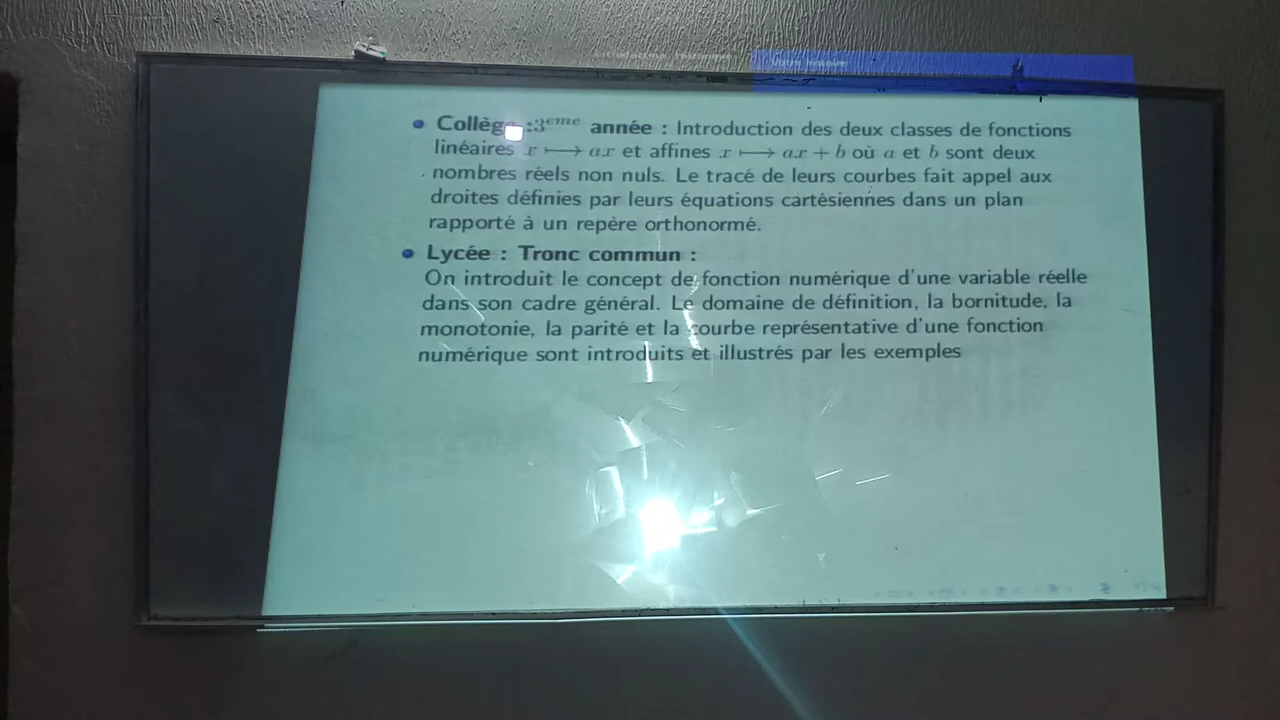 Votre histoire
• Collège :3^{eme} année : Introduction des deux classes de fonctions
linéaires x ⟼ ax et affines x ⟼ ax + b où a et b sont deux
nombres réels non nuls. Le tracé de leurs courbes fait appel aux
droites définies par leurs équations cartésiennes dans un plan
rapporté à un repère orthonormé.
• Lycée : Tronc commun :
On introduit le concept de fonction numérique d'une variable réelle
dans son cadre général. Le domaine de définition, la bornitude, la
monotonie, la parité et la courbe représentative d'une fonction
numérique sont introduits et illustrés par les exemples